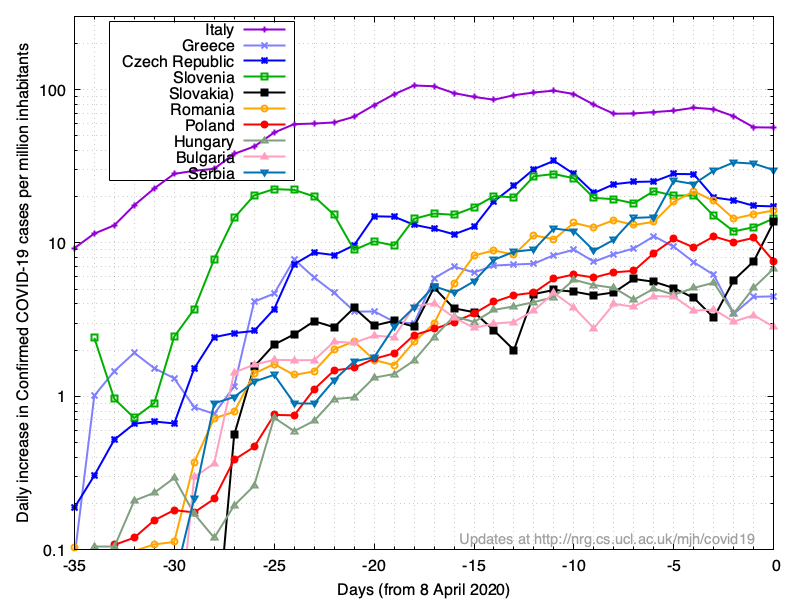 Daily increase in Confirmed COVID-19 cases per million inhabitants
100
10
1
0.1
Italy
Greece
Czech Republic
Slovenia
Slovakia)
Romania
Poland
Hungary
Bulgaria
Serbia
Updates at http://nrg.cs.ucl.ac.uk/mjh/covid19
-35 -30 -25 -20 -15 -10 -5 0
Days (from 8 April 2020)